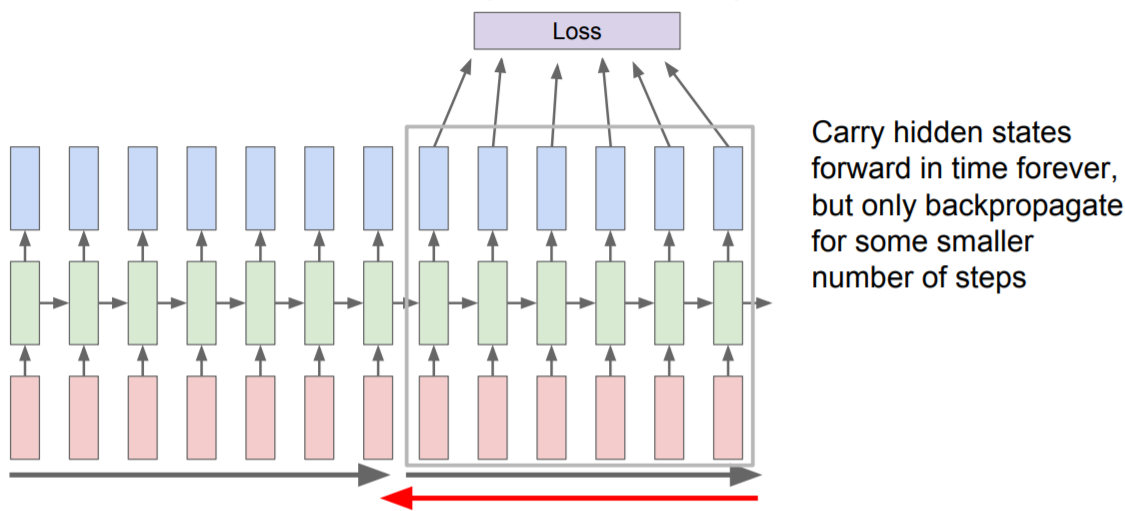 Loss
Carry hidden states
forward in time forever,
but only backpropagate
for some smaller
number of steps